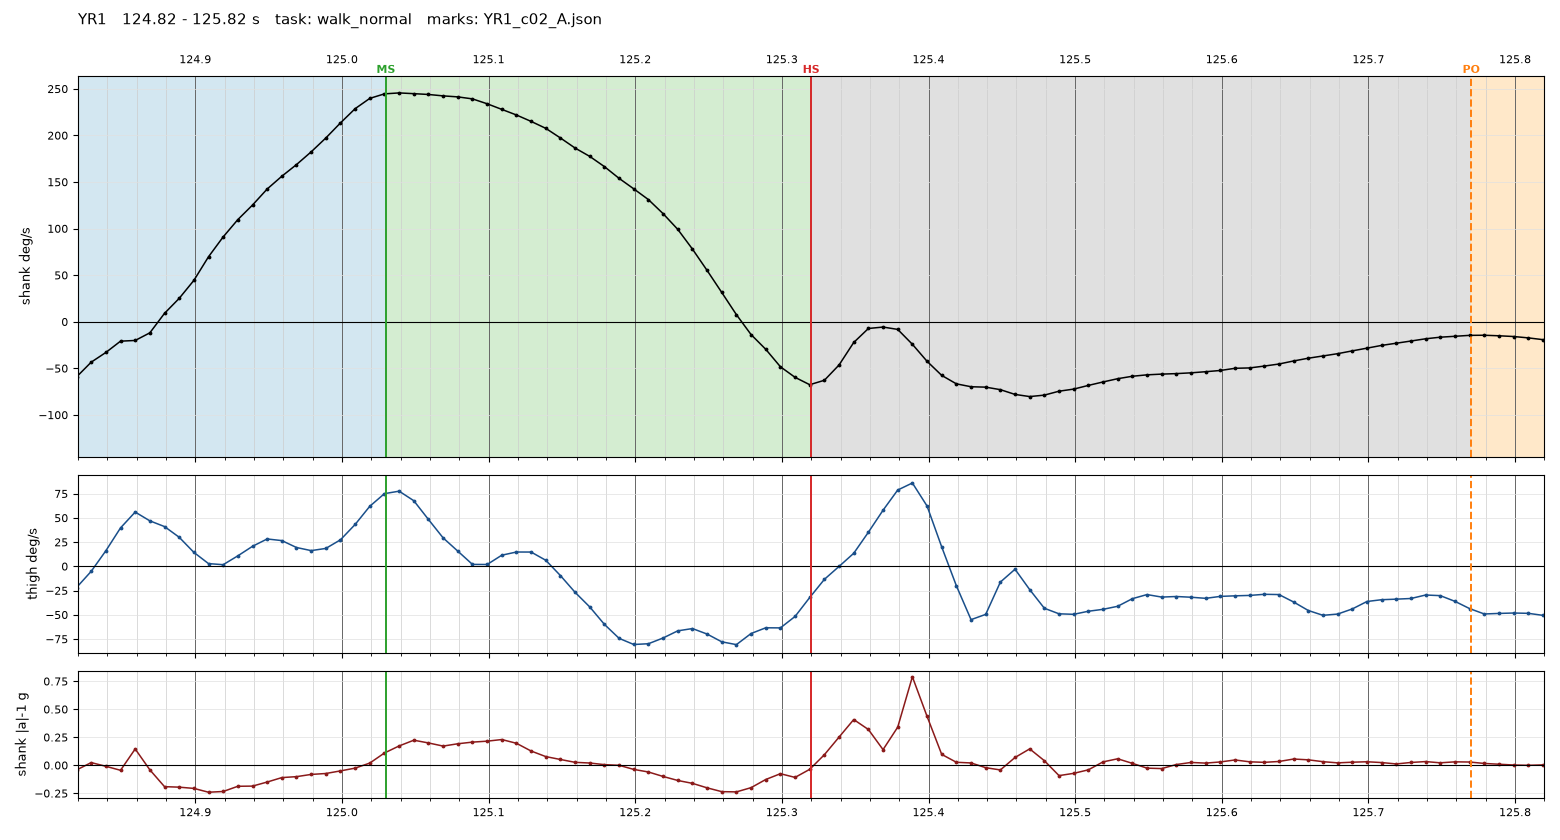 YR1   124.82 - 125.82 s   task: walk_normal   marks: YR1_c02_A.json
124.9 125.0 125.1 125.2 125.3 125.4 125.5 125.6 125.7 125.8
MS HS PO
shank deg/s
250
200
150
100
50
0
−50
−100
thigh deg/s
75
50
25
0
−25
−50
−75
shank |a|-1 g
0.75
0.50
0.25
0.00
−0.25
124.9 125.0 125.1 125.2 125.3 125.4 125.5 125.6 125.7 125.8